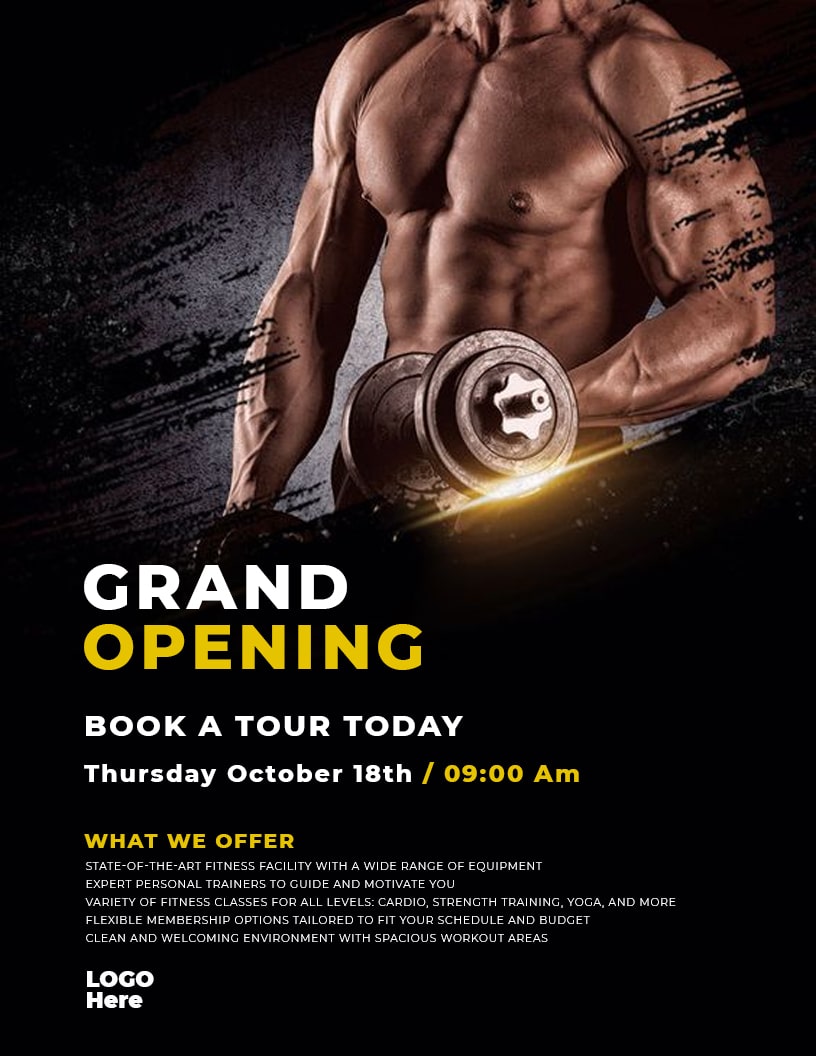 GRAND
OPENING
BOOK A TOUR TODAY
Thursday October 18th / 09:00 Am
WHAT WE OFFER
STATE-OF-THE-ART FITNESS FACILITY WITH A WIDE RANGE OF EQUIPMENT
EXPERT PERSONAL TRAINERS TO GUIDE AND MOTIVATE YOU
VARIETY OF FITNESS CLASSES FOR ALL LEVELS: CARDIO, STRENGTH TRAINING, YOGA, AND MORE
FLEXIBLE MEMBERSHIP OPTIONS TAILORED TO FIT YOUR SCHEDULE AND BUDGET
CLEAN AND WELCOMING ENVIRONMENT WITH SPACIOUS WORKOUT AREAS
LOGO
Here